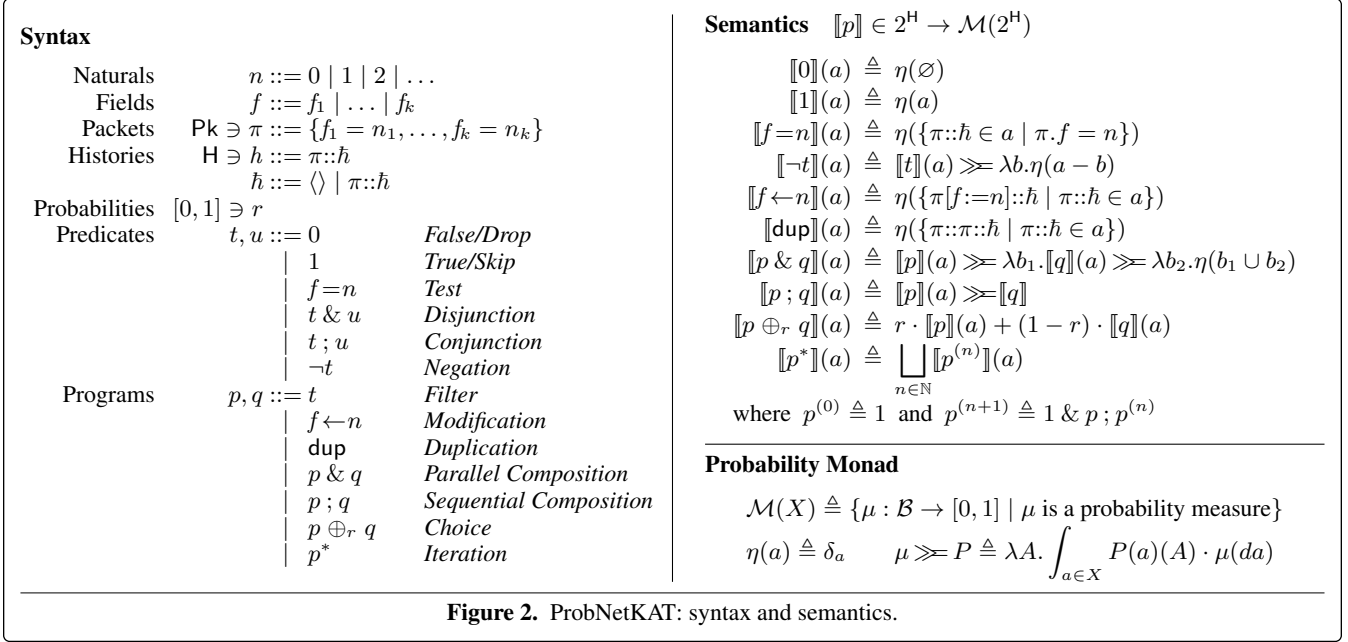 Syntax
Naturals n ::= 0 | 1 | 2 | …
Fields f ::= f₁ | … | fₖ
Packets Pk ∋ π ::= {f₁ = n₁, …, fₖ = nₖ}
Histories H ∋ h ::= π::ℏ
ℏ ::= ⟨⟩ | π::ℏ
Probabilities [0, 1] ∋ r
Predicates t, u ::= 0 False/Drop
| 1 True/Skip
| f=n Test
| t & u Disjunction
| t ; u Conjunction
| ¬t Negation
Programs p, q ::= t Filter
| f←n Modification
| dup Duplication
| p & q Parallel Composition
| p ; q Sequential Composition
| p ⊕ᵣ q Choice
| p* Iteration
Semantics ⟦p⟧ ∈ 2^H → M(2^H)
⟦0⟧(a) ≜ η(∅)
⟦1⟧(a) ≜ η(a)
⟦f=n⟧(a) ≜ η({π::ℏ ∈ a | π.f = n})
⟦¬t⟧(a) ≜ ⟦t⟧(a) ≫= λb.η(a − b)
⟦f←n⟧(a) ≜ η({π[f:=n]::ℏ | π::ℏ ∈ a})
⟦dup⟧(a) ≜ η({π::π::ℏ | π::ℏ ∈ a})
⟦p & q⟧(a) ≜ ⟦p⟧(a) ≫= λb₁.⟦q⟧(a) ≫= λb₂.η(b₁ ∪ b₂)
⟦p ; q⟧(a) ≜ ⟦p⟧(a) ≫= ⟦q⟧
⟦p ⊕ᵣ q⟧(a) ≜ r · ⟦p⟧(a) + (1 − r) · ⟦q⟧(a)
⟦p*⟧(a) ≜ ⨆_{n∈ℕ} ⟦p^(n)⟧(a)
where p^(0) ≜ 1 and p^(n+1) ≜ 1 & p ; p^(n)
Probability Monad
M(X) ≜ {μ : B → [0, 1] | μ is a probability measure}
η(a) ≜ δₐ μ ≫= P ≜ λA. ∫_{a∈X} P(a)(A) · μ(da)
Figure 2. ProbNetKAT: syntax and semantics.